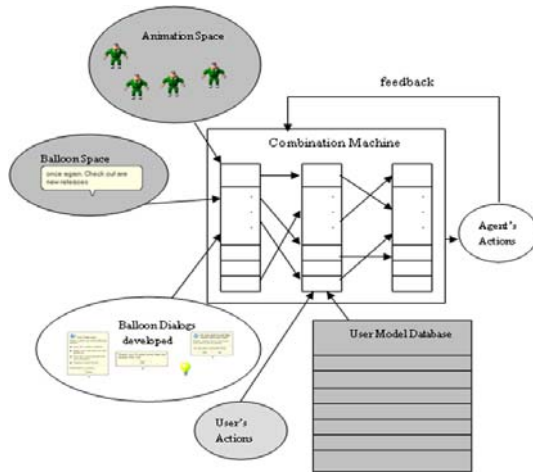 Animation Space
feedback
Combination Machine
Balloon Space
once again. Check out are
new releases
Agent's
Actions
Balloon Dialogs
developed
User Model Database
User's
Actions